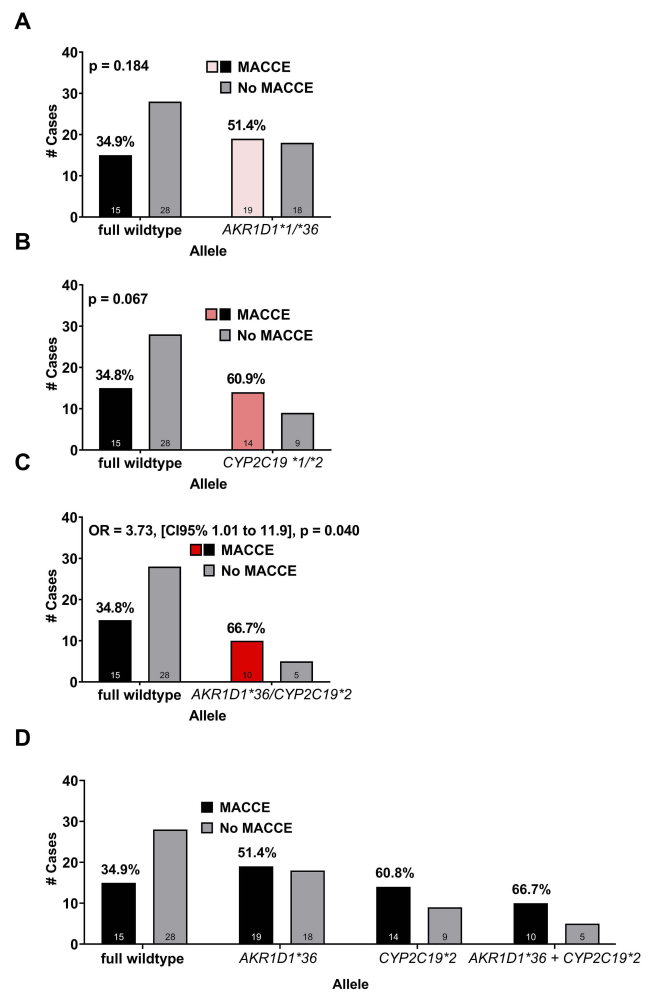 A
40
p = 0.184
MACCE
No MACCE
30
20
10
0
# Cases
34.9%
51.4%
15
28
19
18
full wildtype
AKR1D1*1/*36
Allele
B
40
p = 0.067
MACCE
No MACCE
30
20
10
0
# Cases
34.8%
60.9%
15
28
14
9
full wildtype
CYP2C19 *1/*2
Allele
C
40
OR = 3.73, [CI95% 1.01 to 11.9], p = 0.040
MACCE
No MACCE
30
20
10
0
# Cases
34.8%
66.7%
15
28
10
5
full wildtype
AKR1D1*36/CYP2C19*2
Allele
D
40
MACCE
No MACCE
30
20
10
0
# Cases
34.9%
51.4%
60.8%
66.7%
15
28
19
18
14
9
10
5
full wildtype
AKR1D1*36
CYP2C19*2
AKR1D1*36 + CYP2C19*2
Allele